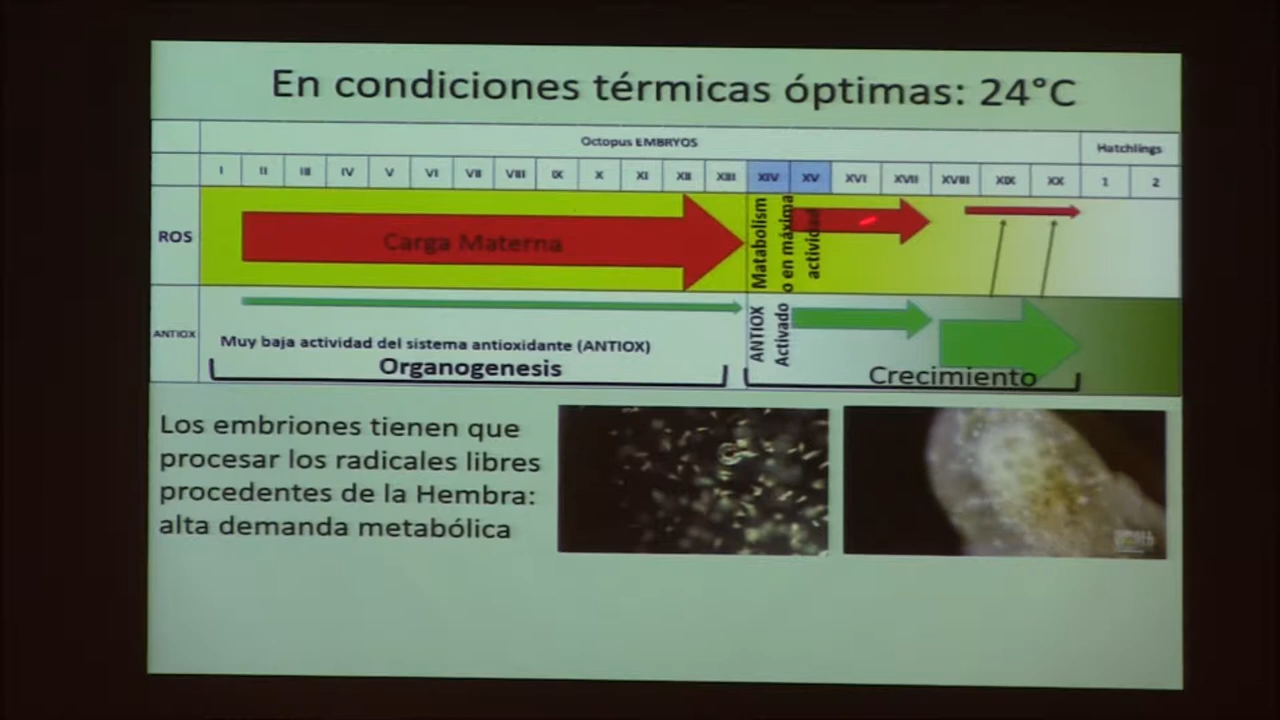 En condiciones térmicas óptimas: 24°C
Octopus EMBRYOS
Hatchlings
I II III IV V VI VII VIII IX X XI XII XIII XIV XV XVI XVII XVIII XIX XX 1 2
ROS
Carga Materna
Matabolism
o en máxima
actividad
ANTIOX
ANTIOX
Activado
Muy baja actividad del sistema antioxidante (ANTIOX)
Organogenesis
Crecimiento
Los embriones tienen que
procesar los radicales libres
procedentes de la Hembra:
alta demanda metabólica